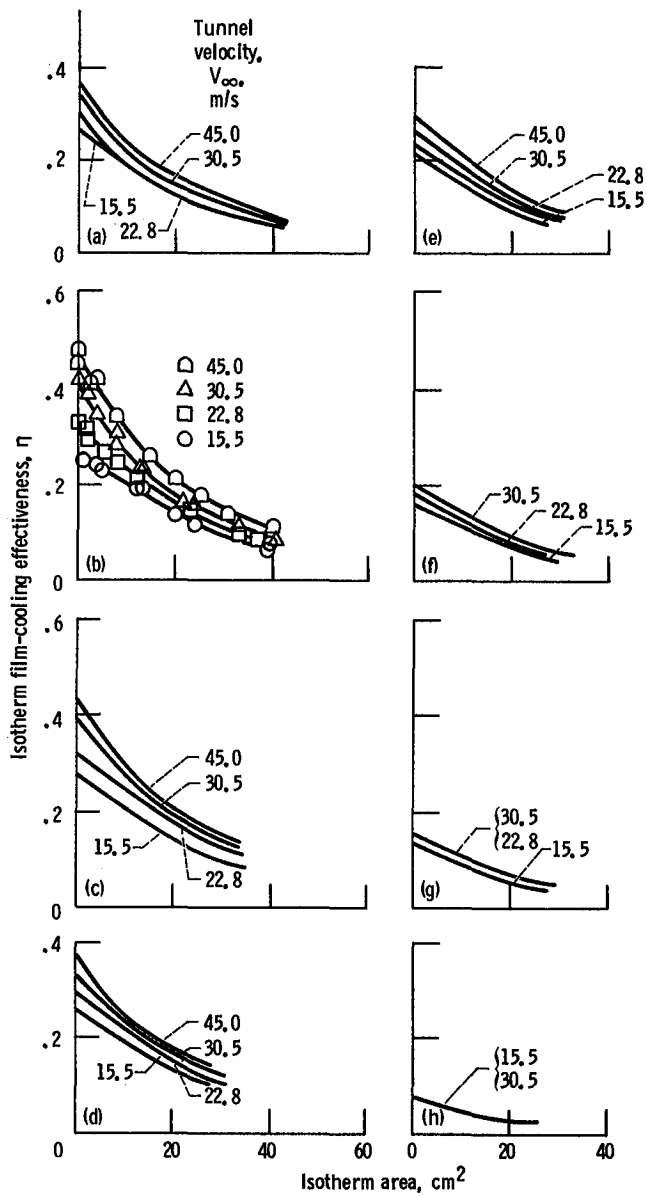 Tunnel
velocity,
V∞,
m/s
.4
.2
0
45.0
30.5
15.5
22.8
(a)
45.0
30.5
22.8
15.5
(e)
.6
.4
.2
0
45.0
30.5
22.8
15.5
(b)
30.5
22.8
15.5
(f)
Isotherm film-cooling effectiveness, η
.6
.4
.2
0
45.0
30.5
15.5
22.8
(c)
{30.5
{22.8
15.5
(g)
.4
.2
45.0
30.5
15.5
22.8
(d)
{15.5
{30.5
(h)
0 20 40 60 0 20 40
Isotherm area, cm²